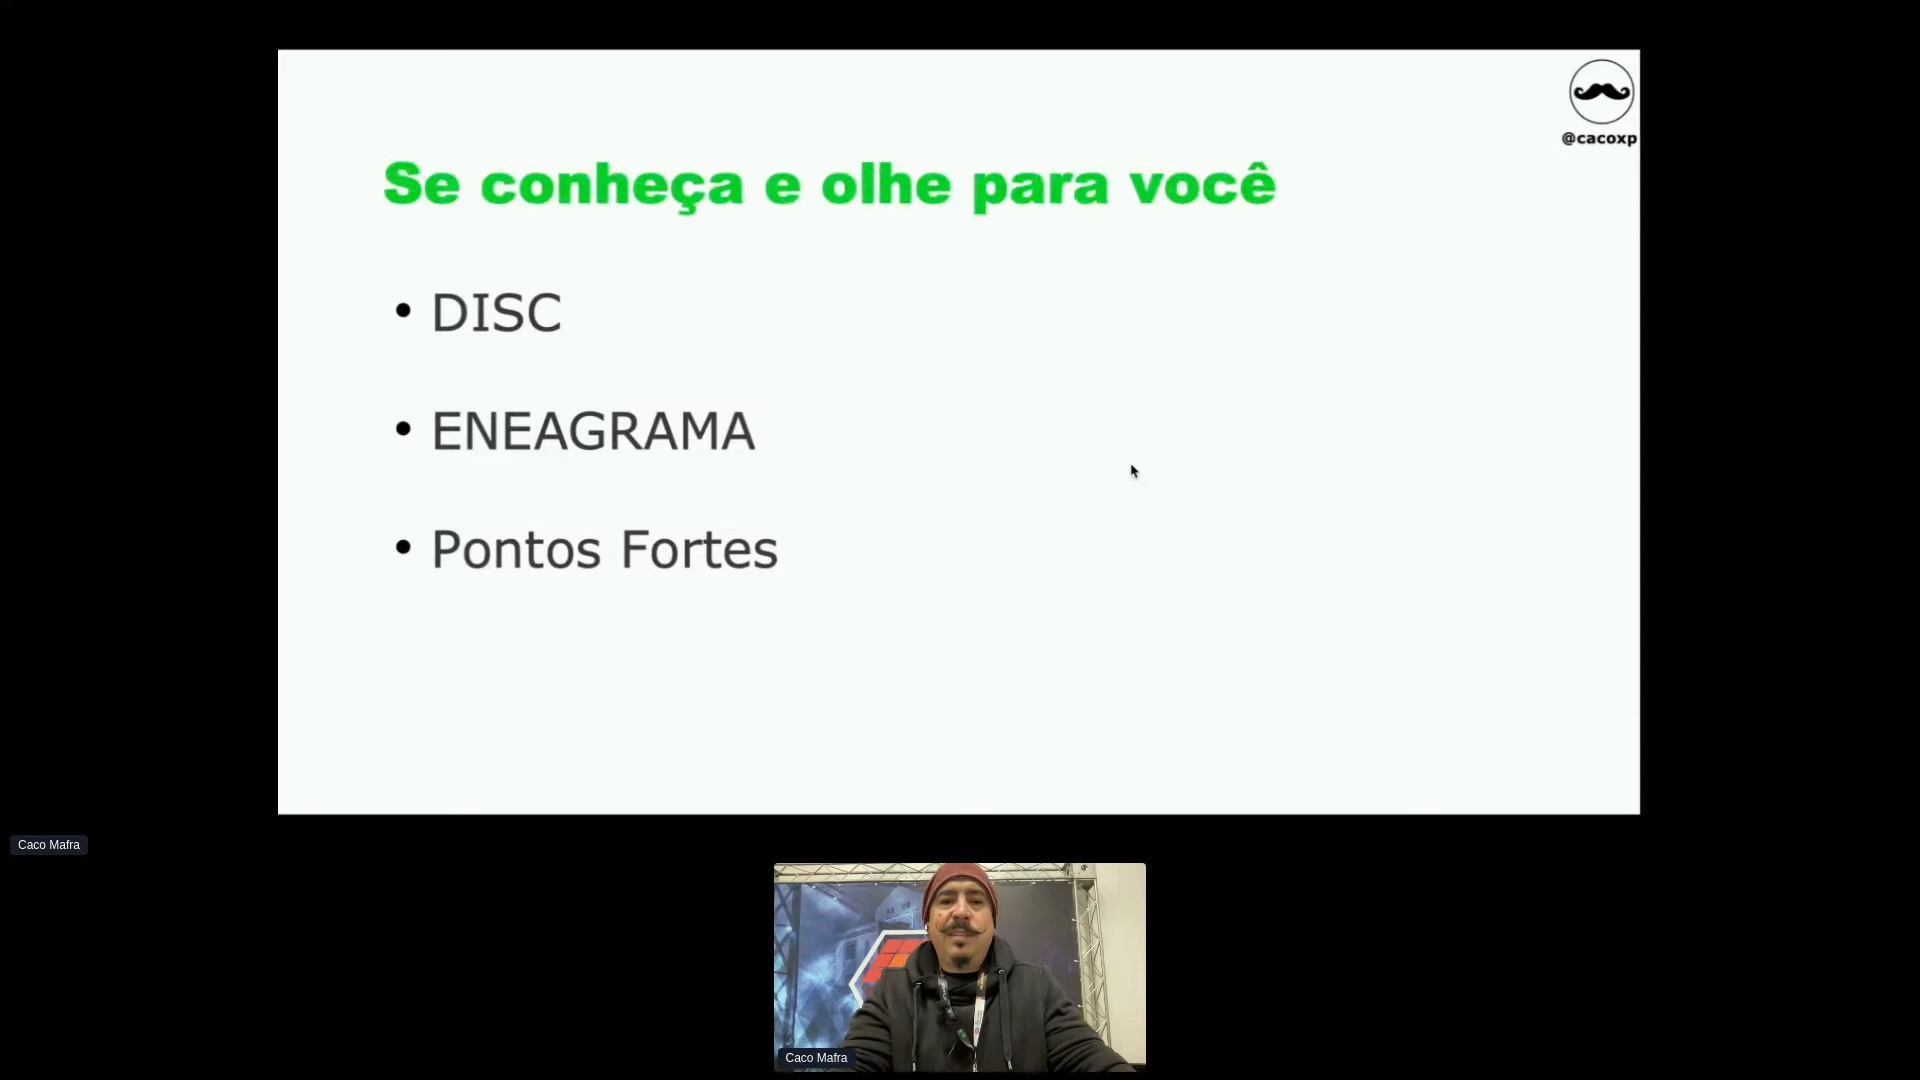 @cacoxp
Se conheça e olhe para você
• DISC
• ENEAGRAMA
• Pontos Fortes
Caco Mafra
Caco Mafra